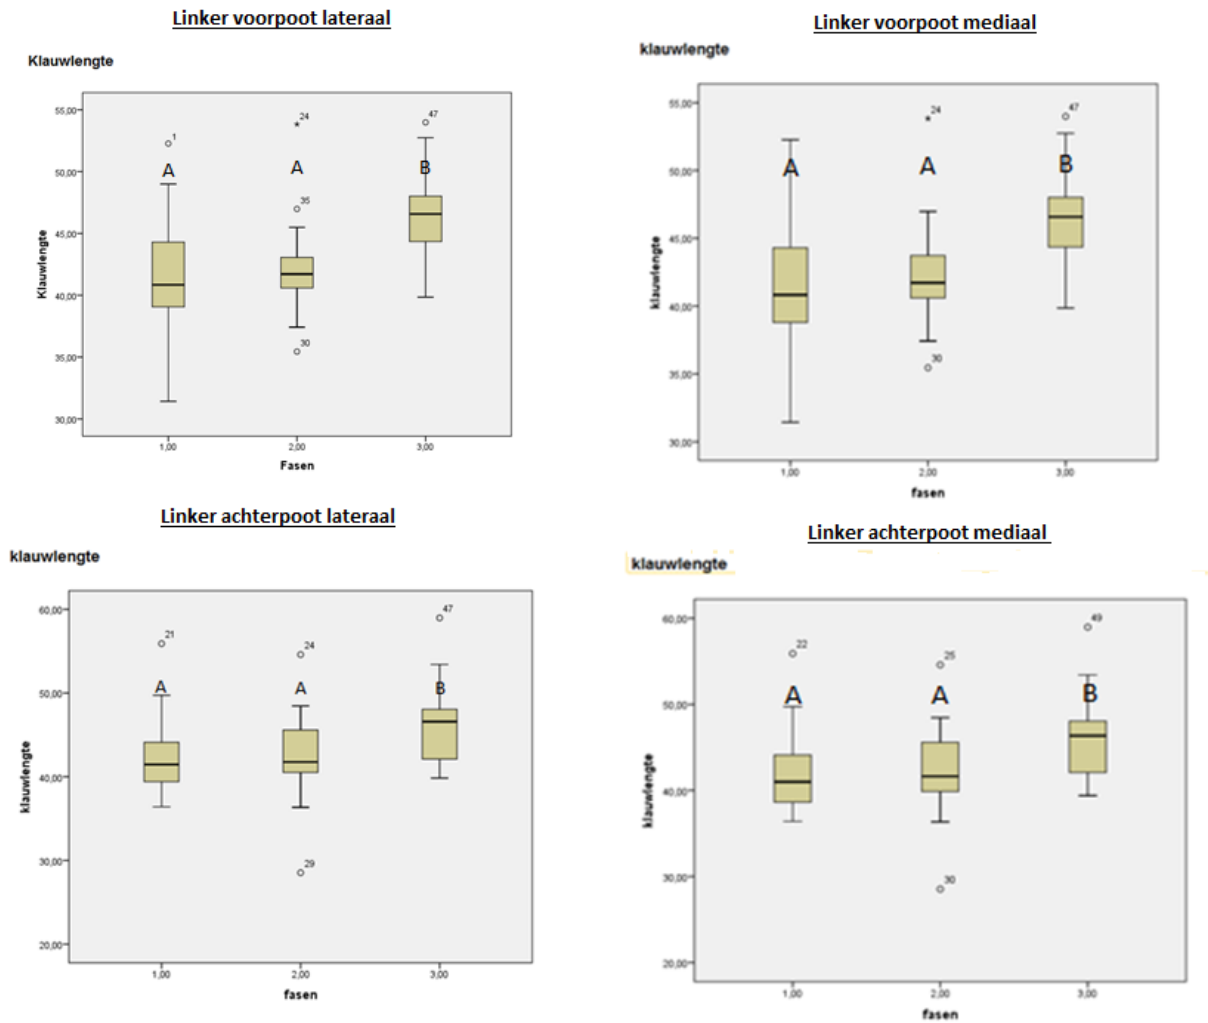 Linker voorpoot lateraal
Klauwlengte
55,00
50,00
45,00
40,00
35,00
30,00
Klauwlengte
1
24
47
A
A
B
35
30
1,00
2,00
3,00
Fasen
Linker voorpoot mediaal
klauwlengte
55,00
50,00
45,00
40,00
35,00
30,00
klauwlengte
24
47
A
A
B
30
1,00
2,00
3,00
fasen
Linker achterpoot lateraal
klauwlengte
60,00
50,00
40,00
30,00
20,00
klauwlengte
21
24
47
A
A
B
29
1,00
2,00
3,00
fasen
Linker achterpoot mediaal
klauwlengte
60,00
50,00
40,00
30,00
20,00
klauwlengte
22
25
49
A
A
B
30
1,00
2,00
3,00
fasen